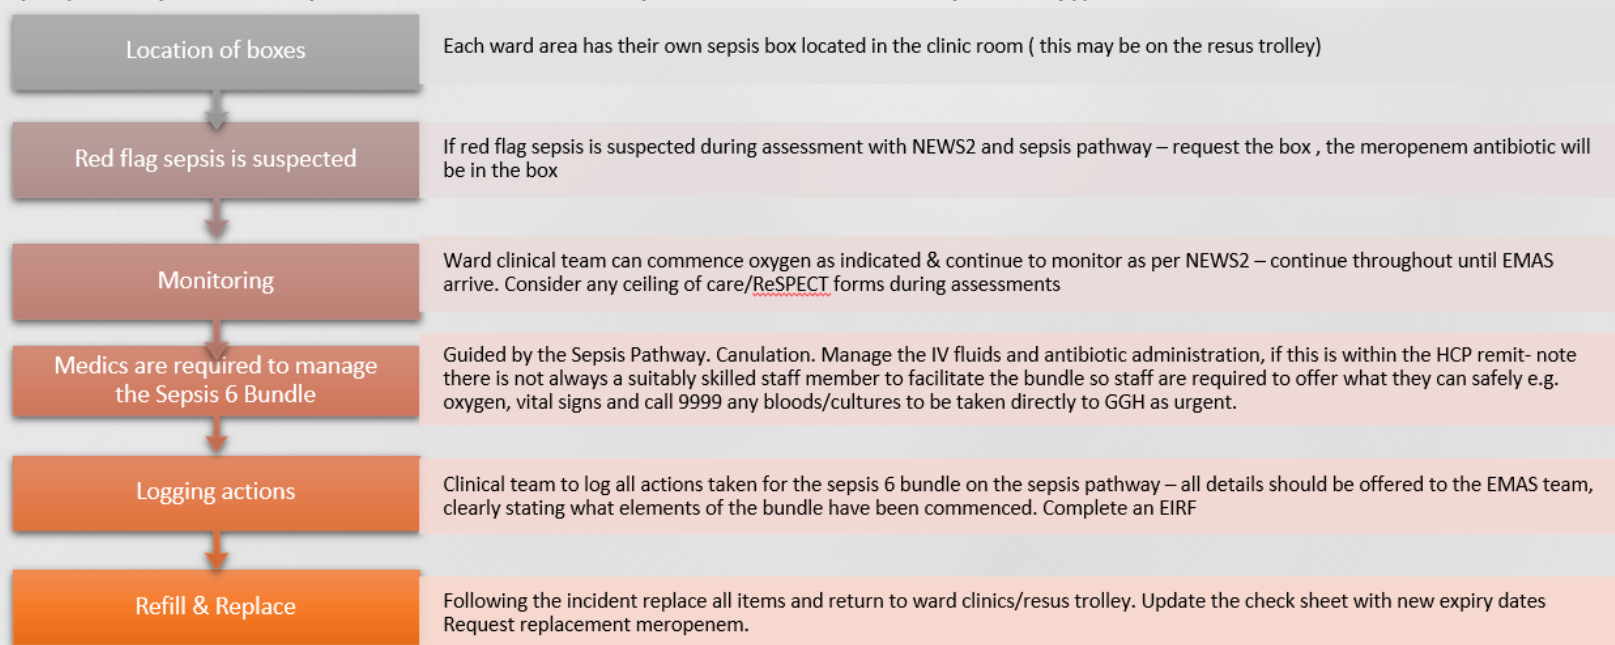 Location of boxes
Each ward area has their own sepsis box located in the clinic room ( this may be on the resus trolley)
Red flag sepsis is suspected
If red flag sepsis is suspected during assessment with NEWS2 and sepsis pathway – request the box , the meropenem antibiotic will
be in the box
Monitoring
Ward clinical team can commence oxygen as indicated & continue to monitor as per NEWS2 – continue throughout until EMAS
arrive. Consider any ceiling of care/ReSPECT forms during assessments
Medics are required to manage
the Sepsis 6 Bundle
Guided by the Sepsis Pathway. Canulation. Manage the IV fluids and antibiotic administration, if this is within the HCP remit- note
there is not always a suitably skilled staff member to facilitate the bundle so staff are required to offer what they can safely e.g.
oxygen, vital signs and call 9999 any bloods/cultures to be taken directly to GGH as urgent.
Logging actions
Clinical team to log all actions taken for the sepsis 6 bundle on the sepsis pathway – all details should be offered to the EMAS team,
clearly stating what elements of the bundle have been commenced. Complete an EIRF
Refill & Replace
Following the incident replace all items and return to ward clinics/resus trolley. Update the check sheet with new expiry dates
Request replacement meropenem.